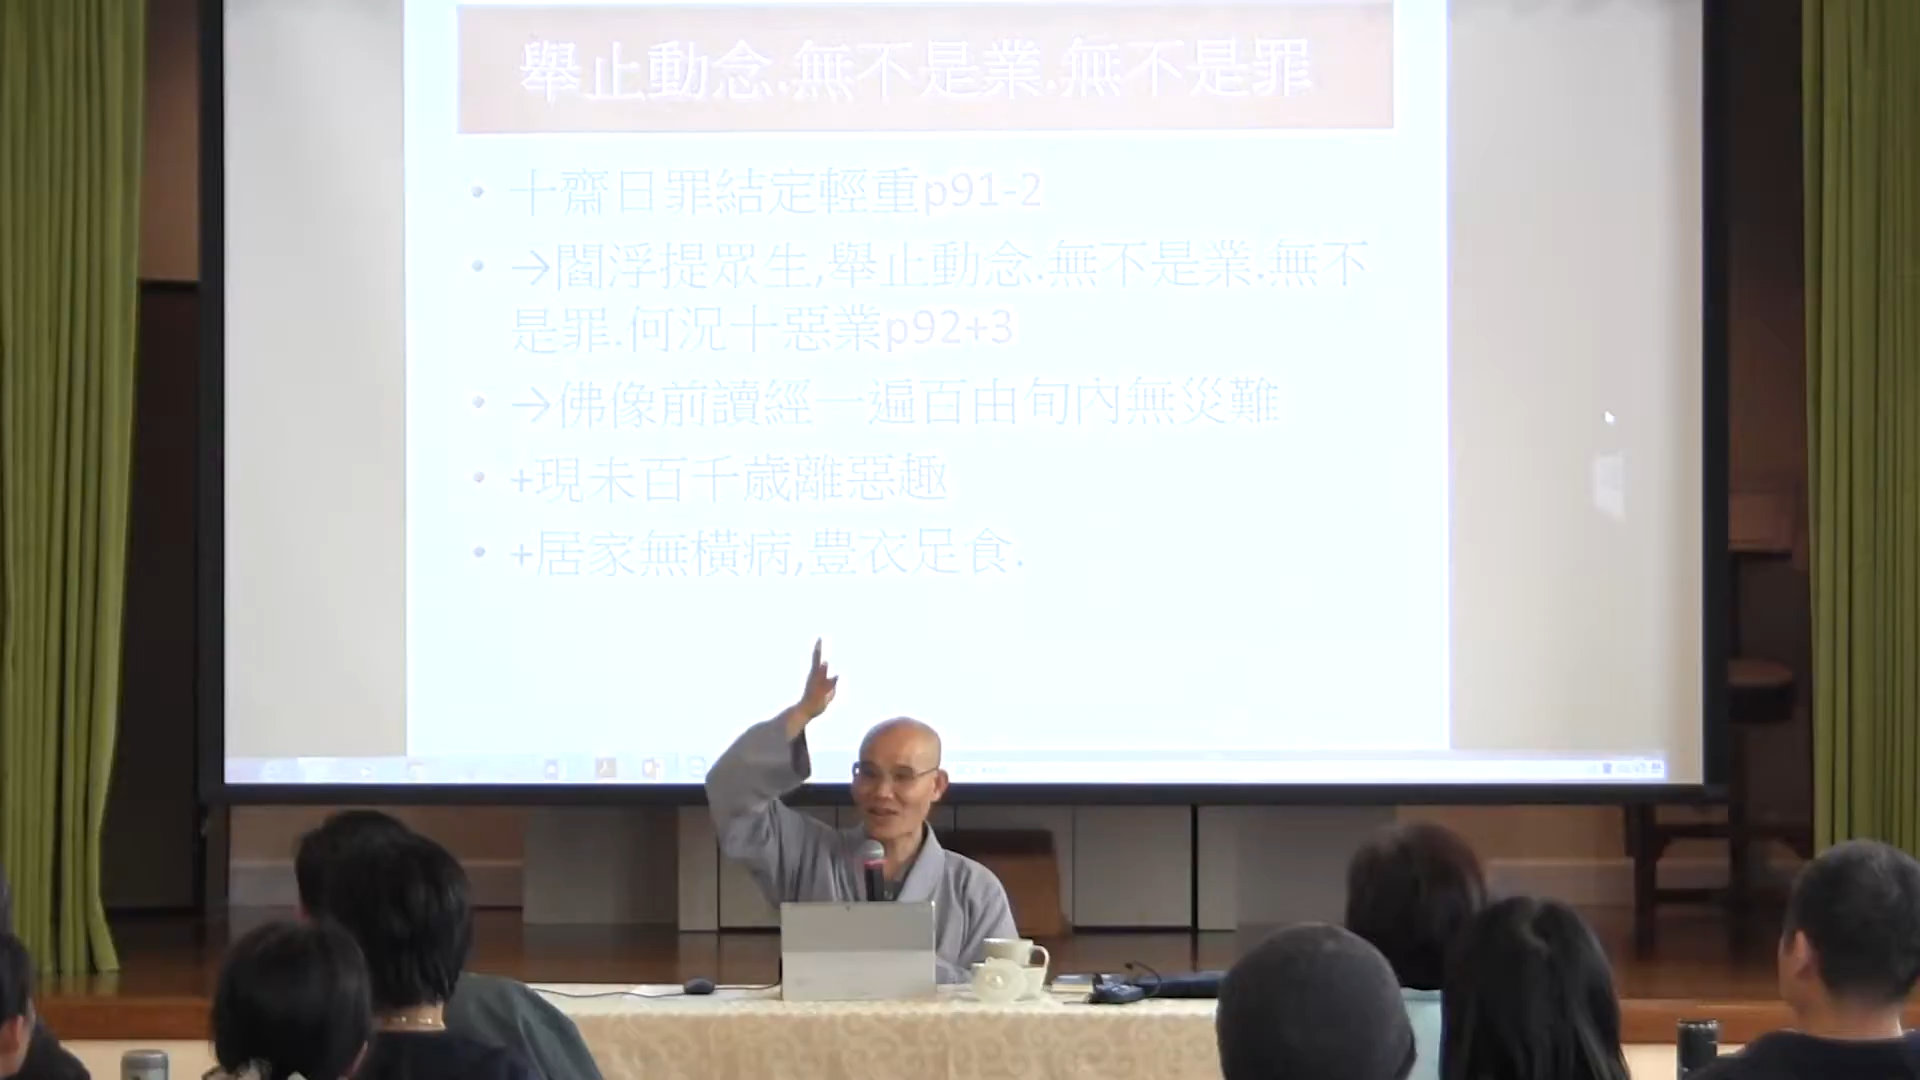 舉止動念.無不是業.無不是罪
• 十齋日罪結定輕重p91-2
• →閻浮提眾生,舉止動念.無不是業.無不
是罪.何況十惡業p92+3
• →佛像前讀經一遍百由旬內無災難
• +現未百千歲離惡趣
• +居家無橫病,豐衣足食.